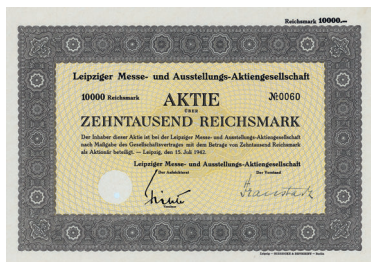 Reichsmark 10000.—
Leipziger Messe- und Ausstellungs-Aktiengesellschaft
10000 Reichsmark AKTIE № 0060
ÜBER
ZEHNTAUSEND REICHSMARK
Der Inhaber dieser Aktie ist bei der Leipziger Messe- und Ausstellungs-Aktiengesellschaft
nach Maßgabe des Gesellschaftsvertrages mit dem Betrage von Zehntausend Reichsmark
als Aktionär beteiligt. — Leipzig, den 15. Juli 1942.
Leipziger Messe- und Ausstellungs-Aktiengesellschaft
Der Aufsichtsrat Der Vorstand